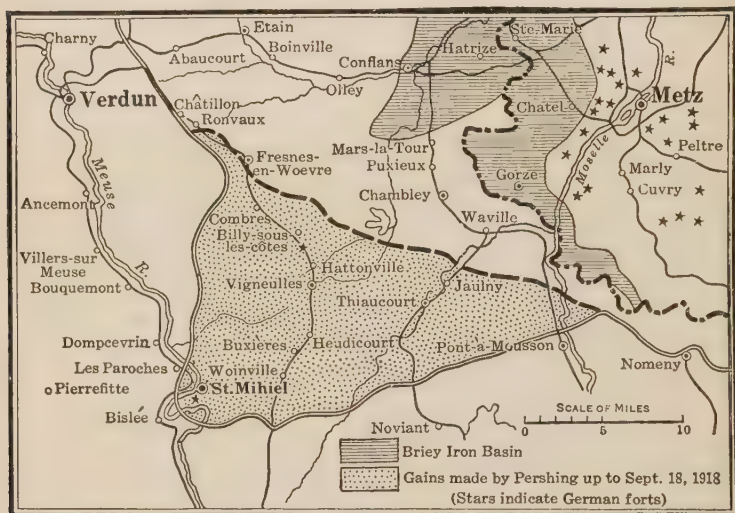 Charny
Etain
Boinville
Abaucourt
Conflans
Hatrize
Ste-Marie
R.
Olley
Verdun
Châtillon
Ronvaux
Chatel
Metz
Moselle
Peltre
Mars-la-Tour
Puxieux
Fresnes-
en-Woevre
Marly
Cuvry
Gorze
Chambley
Meuse
R.
Ancemont
Combres
Billy-sous-
les-côtes
Waville
Villers-sur
Meuse
Bouquemont
Hattonville
Vigneulles
Jaulny
Thiaucourt
Dompcevrin
Buxières
Heudicourt
Pont-à-Mousson
Les Paroches
Woinville
Nomeny
Pierrefitte
St. Mihiel
Bislée
Noviant
SCALE OF MILES
0 5 10
Briey Iron Basin
Gains made by Pershing up to Sept. 18, 1918
(Stars indicate German forts)